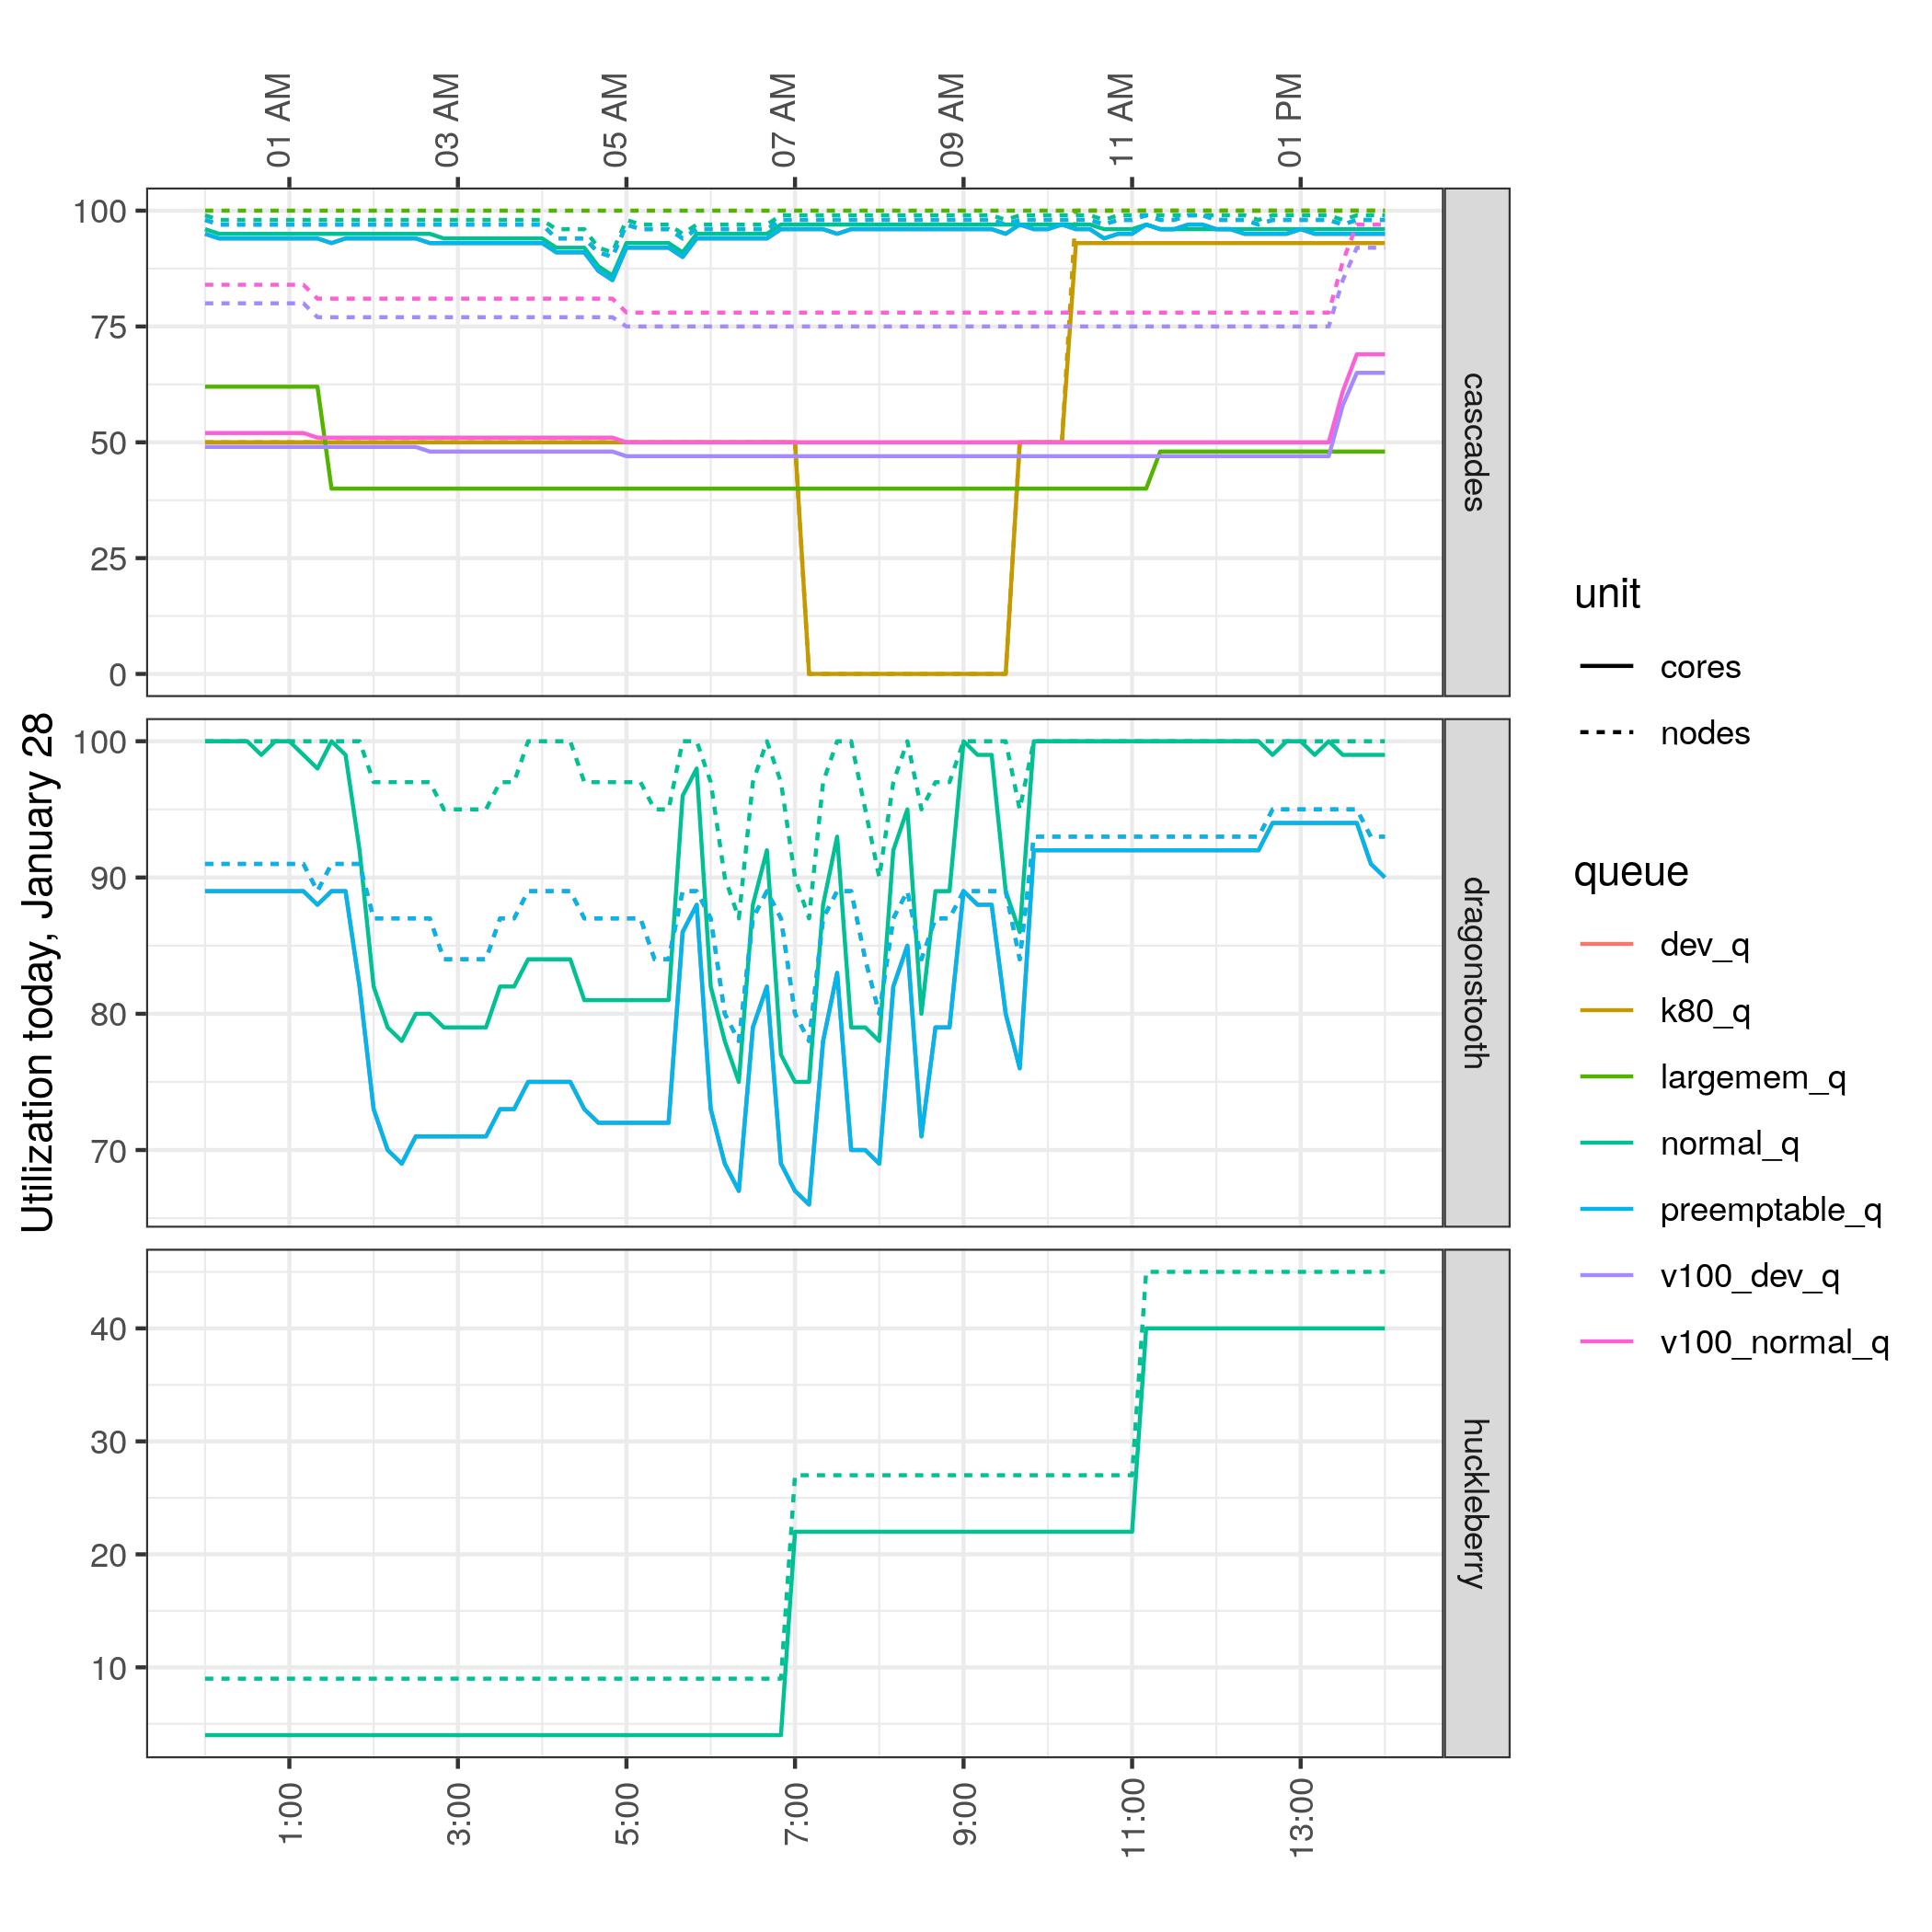 01 AM
03 AM
05 AM
07 AM
09 AM
11 AM
01 PM
100
75
50
25
0
cascades
Utilization today, January 28
100
90
80
70
dragonstooth
40
30
20
10
huckleberry
1:00
3:00
5:00
7:00
9:00
11:00
13:00
unit
cores
nodes
queue
dev_q
k80_q
largemem_q
normal_q
preemptable_q
v100_dev_q
v100_normal_q